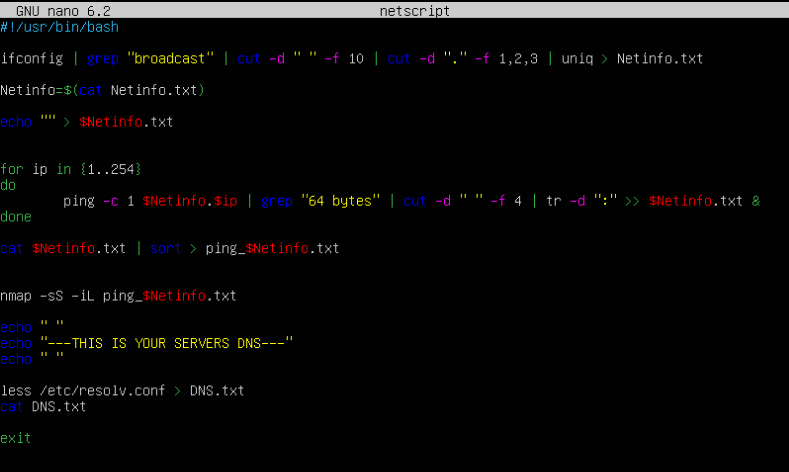 GNU nano 6.2 netscript
#!/usr/bin/bash
ifconfig | grep "broadcast" | cut -d " " -f 10 | cut -d "." -f 1,2,3 | uniq > Netinfo.txt
Netinfo=$(cat Netinfo.txt)
echo "" > $Netinfo.txt
for ip in {1..254}
do
ping -c 1 $Netinfo.$ip | grep "64 bytes" | cut -d " " -f 4 | tr -d ":" >> $Netinfo.txt &
done
cat $Netinfo.txt | sort > ping_$Netinfo.txt
nmap -sS -iL ping_$Netinfo.txt
echo " "
echo "---THIS IS YOUR SERVERS DNS---"
echo " "
less /etc/resolv.conf > DNS.txt
cat DNS.txt
exit